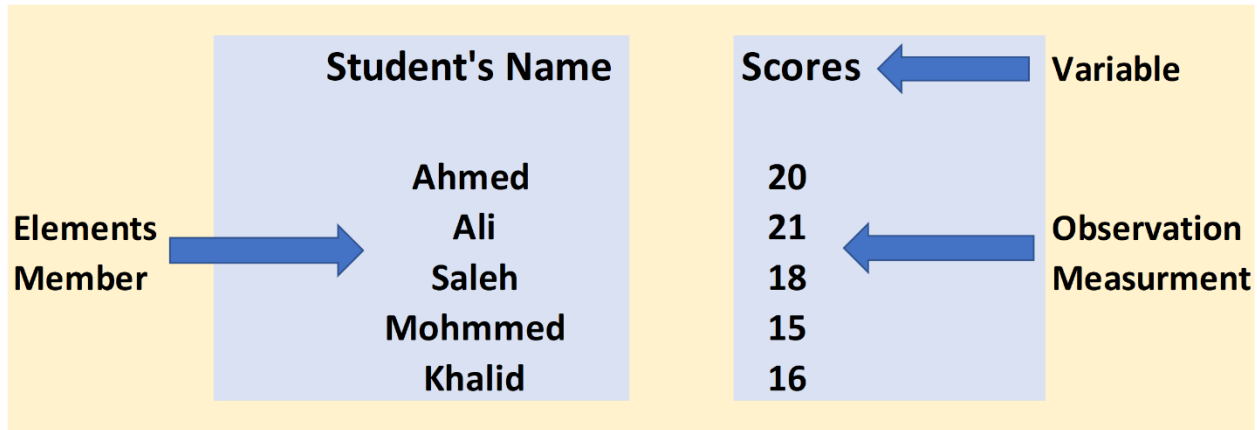 Student's Name Scores Variable
Ahmed 20
Elements Ali 21 Observation
Member Saleh 18 Measurment
Mohmmed 15
Khalid 16